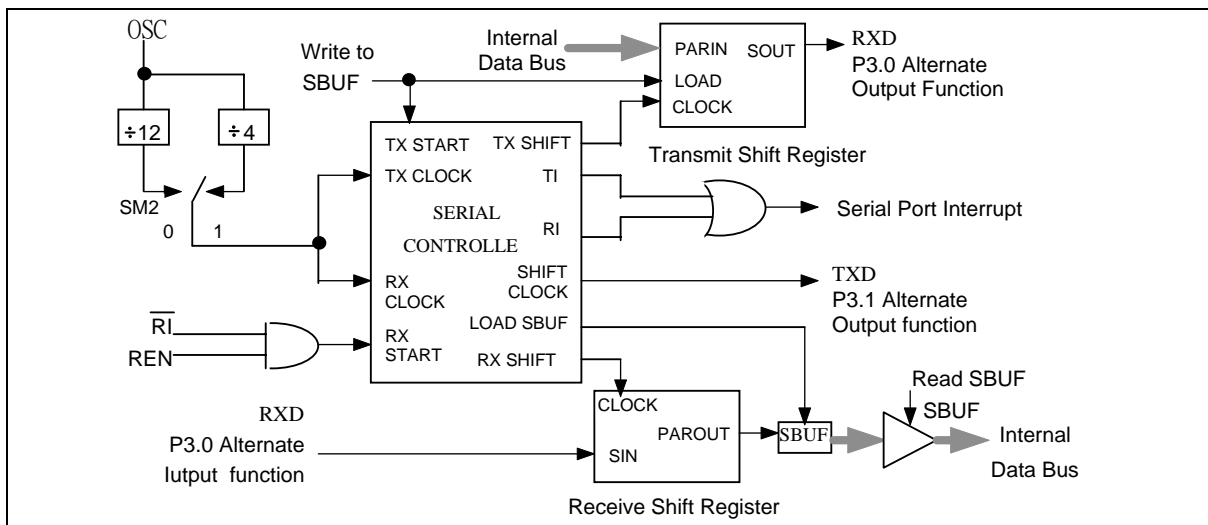 OSC
÷12
÷4
SM2
0
1
Write to
SBUF
Internal
Data Bus
PARIN
SOUT
LOAD
CLOCK
RXD
P3.0 Alternate
Output Function
Transmit Shift Register
TX START
TX SHIFT
TX CLOCK
TI
SERIAL
CONTROLLE
RI
SHIFT
CLOCK
RX
CLOCK
LOAD SBUF
RX
START
RX SHIFT
Serial Port Interrupt
TXD
P3.1 Alternate
Output function
RI
REN
RXD
P3.0 Alternate
Iutput function
CLOCK
PAROUT
SIN
Receive Shift Register
SBUF
Read SBUF
SBUF
Internal
Data Bus